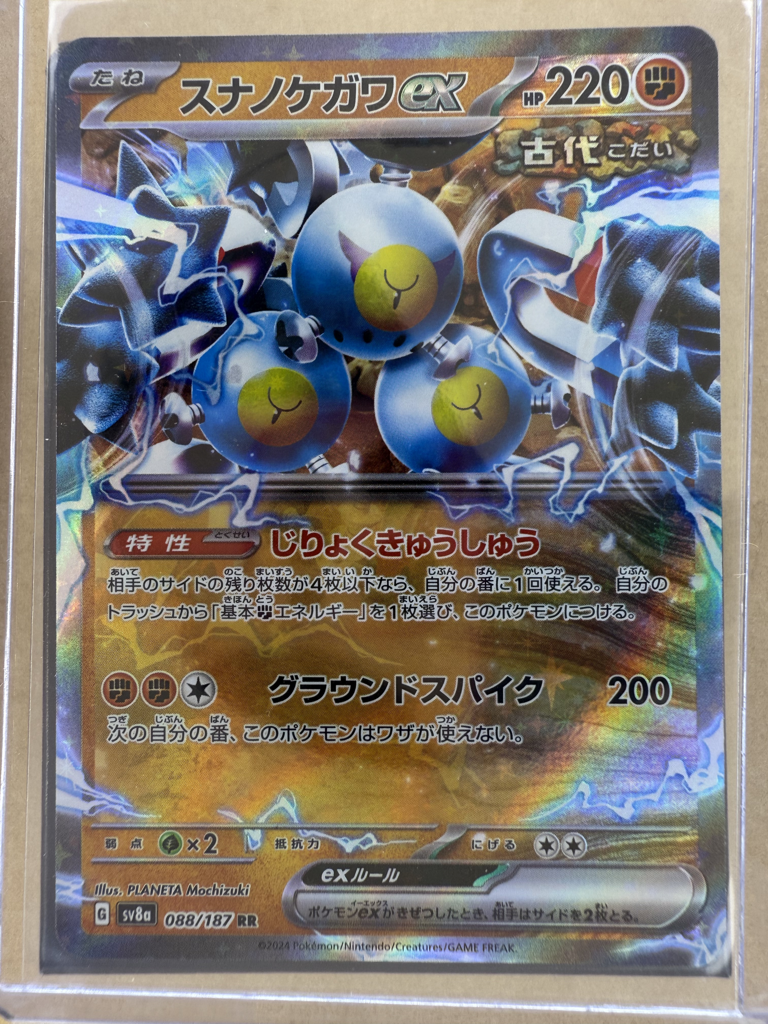 たね
スナノケガワex
HP220
古代 こだい
特性 とくせい じりょくきゅうしゅう
相手のサイドの残り枚数が4枚以下なら、自分の番に1回使える。自分の
トラッシュから「基本エネルギー」を1枚選び、このポケモンにつける。
グラウンドスパイク 200
次の自分の番、このポケモンはワザが使えない。
弱点 ×2 抵抗力 にげる
exルール
ポケモンexがきぜつしたとき、相手はサイドを2枚とる。
Illus. PLANETA Mochizuki
G sv8a 088/187 RR
©2024 Pokémon/Nintendo/Creatures/GAME FREAK.